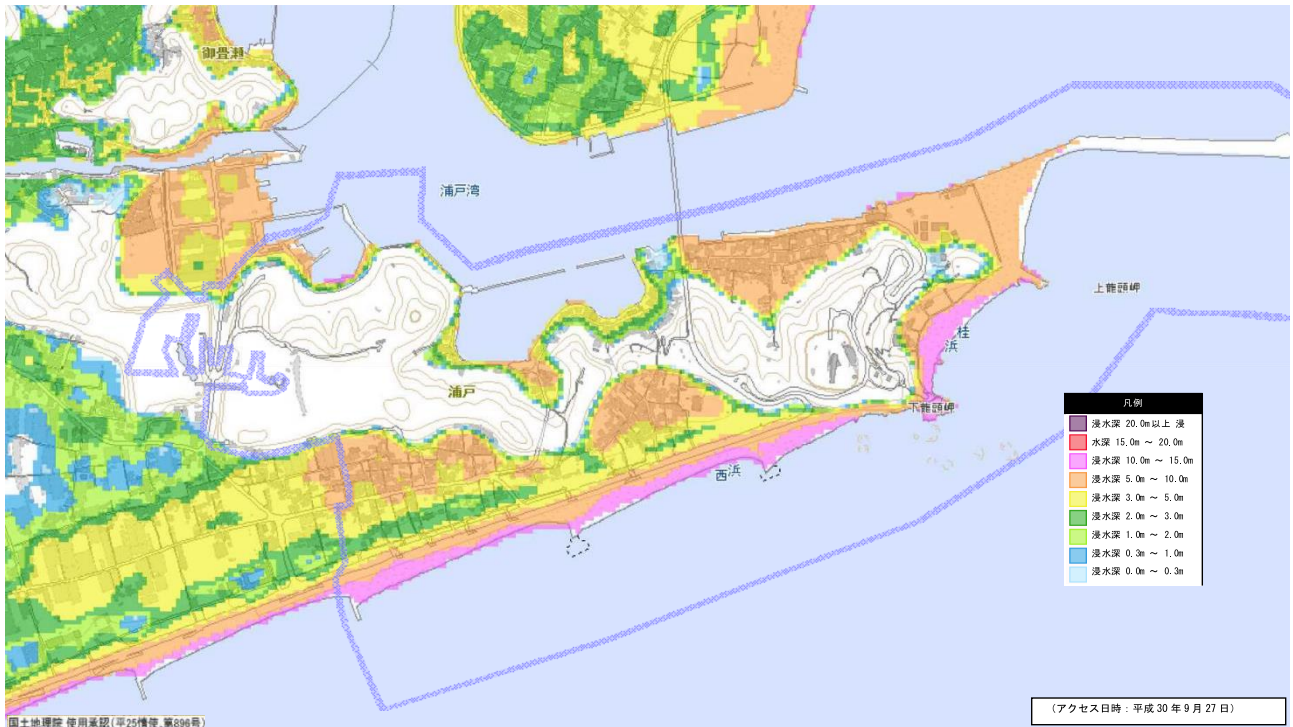 御畳瀬
浦戸湾
上龍頭岬
桂
浜
浦戸
下龍頭岬
西浜
凡例
浸水深 20.0m以上 浸
水深 15.0m ～ 20.0m
浸水深 10.0m ～ 15.0m
浸水深 5.0m ～ 10.0m
浸水深 3.0m ～ 5.0m
浸水深 2.0m ～ 3.0m
浸水深 1.0m ～ 2.0m
浸水深 0.3m ～ 1.0m
浸水深 0.0m ～ 0.3m
(アクセス日時：平成 30 年 9 月 27 日)
国土地理院 使用承認(平25情使、第896号)